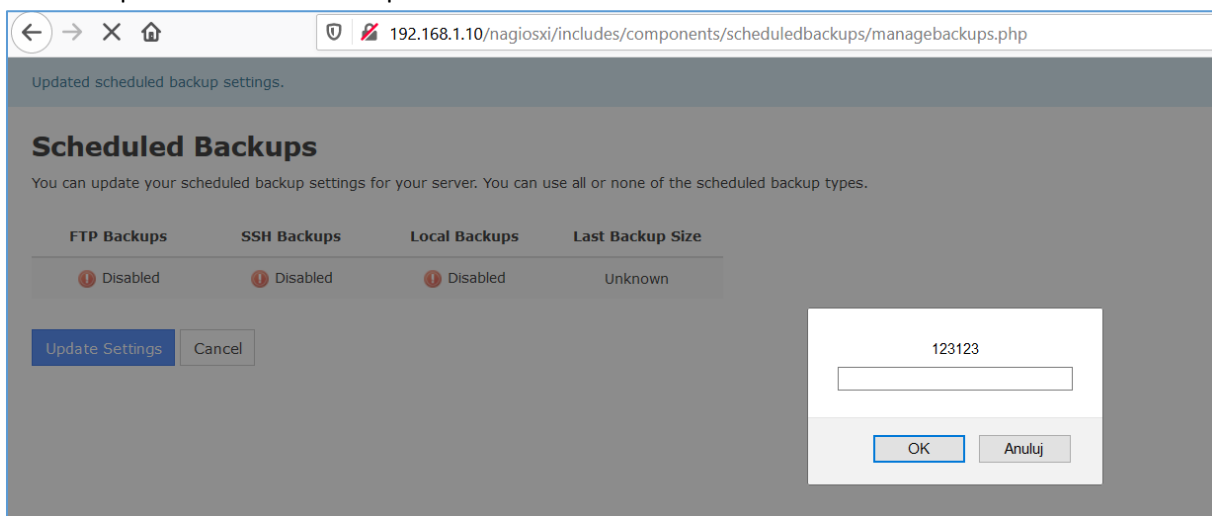 192.168.1.10/nagiosxi/includes/components/scheduledbackups/managebackups.php
Updated scheduled backup settings.
Scheduled Backups
You can update your scheduled backup settings for your server. You can use all or none of the scheduled backup types.
FTP Backups SSH Backups Local Backups Last Backup Size
Disabled Disabled Disabled Unknown
Update Settings Cancel
123123
OK Anuluj